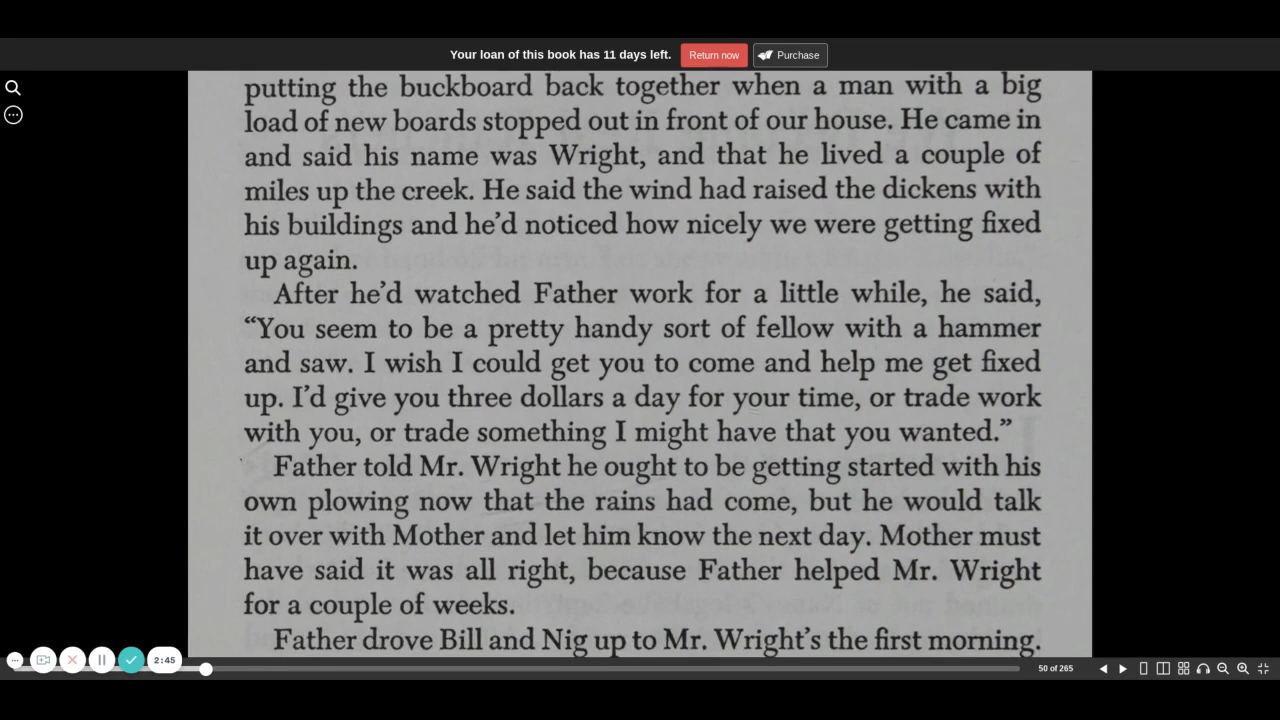 Your loan of this book has 11 days left. Return now Purchase
putting the buckboard back together when a man with a big
load of new boards stopped out in front of our house. He came in
and said his name was Wright, and that he lived a couple of
miles up the creek. He said the wind had raised the dickens with
his buildings and he’d noticed how nicely we were getting fixed
up again.
After he’d watched Father work for a little while, he said,
“You seem to be a pretty handy sort of fellow with a hammer
and saw. I wish I could get you to come and help me get fixed
up. I’d give you three dollars a day for your time, or trade work
with you, or trade something I might have that you wanted.”
Father told Mr. Wright he ought to be getting started with his
own plowing now that the rains had come, but he would talk
it over with Mother and let him know the next day. Mother must
have said it was all right, because Father helped Mr. Wright
for a couple of weeks.
Father drove Bill and Nig up to Mr. Wright’s the first morning.
2:45
50 of 265